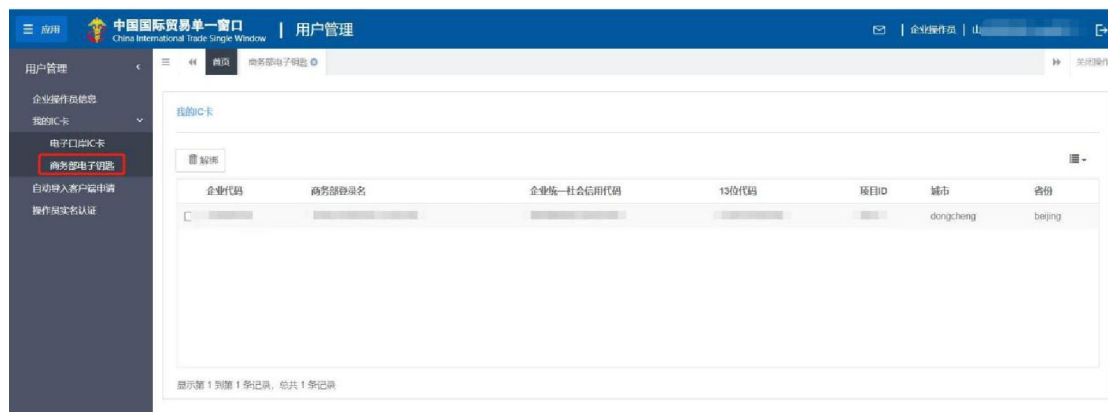 应用
中国国际贸易单一窗口
China International Trade Single Window
用户管理
企业操作员
用户管理
首页
商务部电子钥匙
关闭操作
企业操作员信息
我的IC卡
电子口岸IC卡
商务部电子钥匙
自动导入客户端申请
操作员实名认证
我的IC卡
解绑
企业代码 商务部登录名 企业统一社会信用代码 13位代码 项目ID 城市 省份
dongcheng beijing
显示第 1 到第 1 条记录，总共 1 条记录